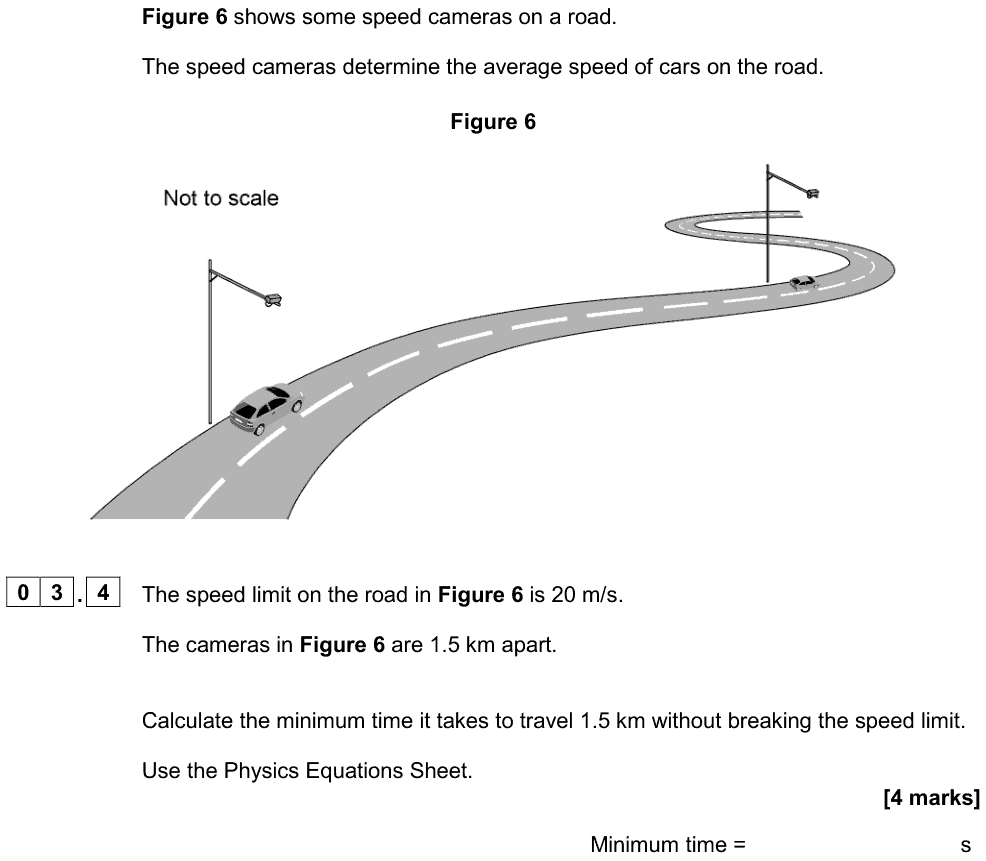 Figure 6 shows some speed cameras on a road.
The speed cameras determine the average speed of cars on the road.
Figure 6
Not to scale
0 3 . 4 The speed limit on the road in Figure 6 is 20 m/s.
The cameras in Figure 6 are 1.5 km apart.
Calculate the minimum time it takes to travel 1.5 km without breaking the speed limit.
Use the Physics Equations Sheet.
[4 marks]
Minimum time = s